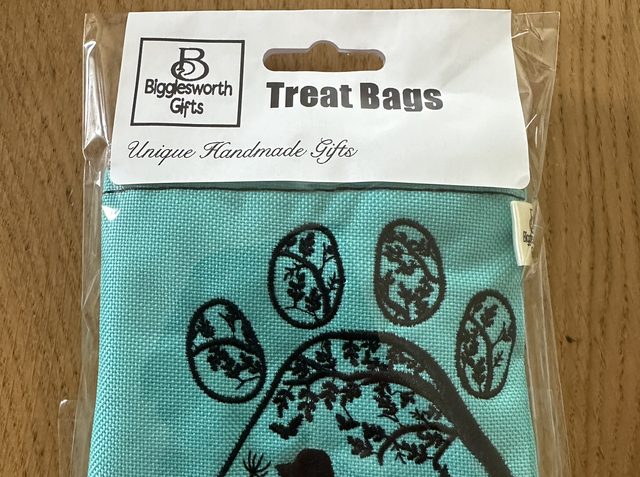 B
Bigglesworth
Gifts
Treat Bags
Unique Handmade Gifts